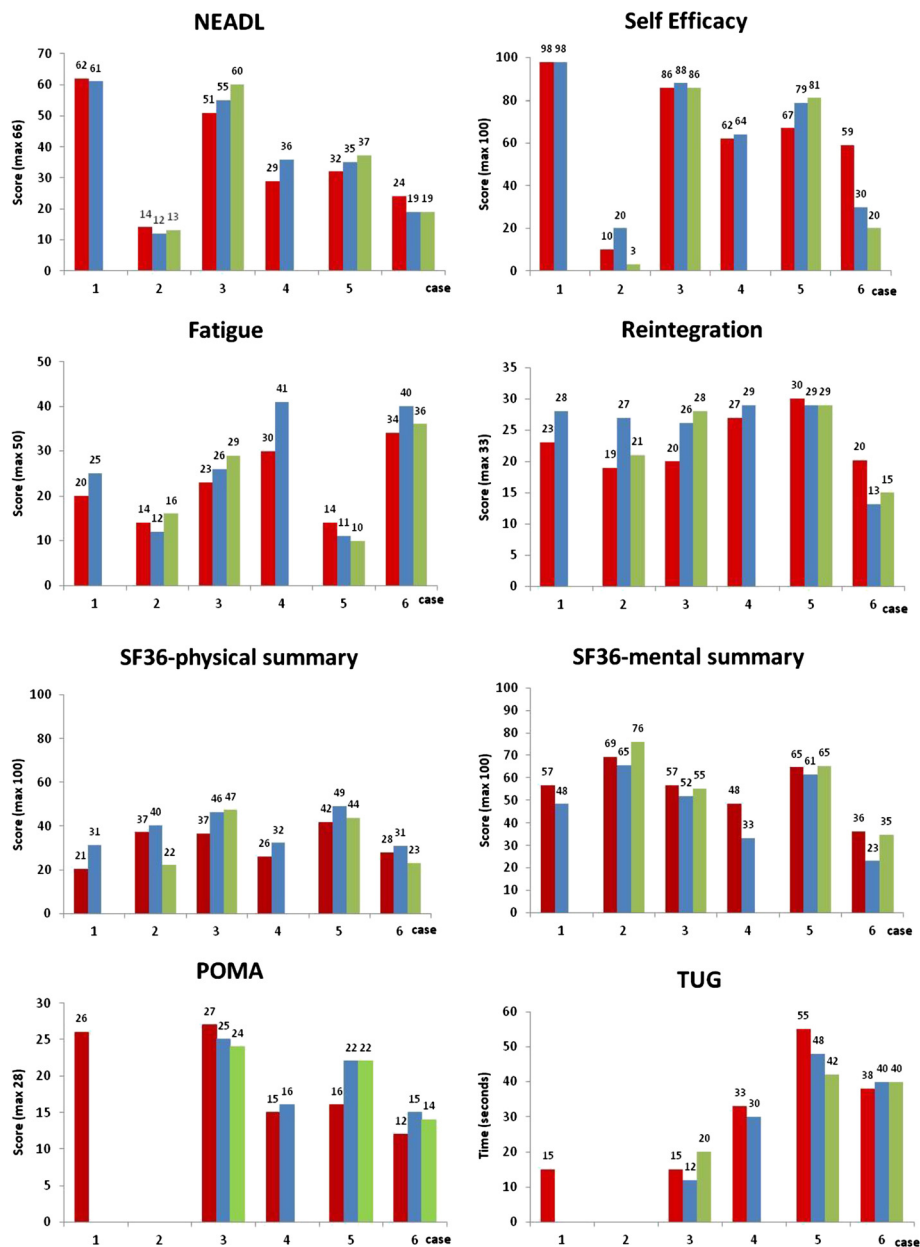 NEADL
Score (max 66)
70
60
50
40
30
20
10
0
62 61
14 12 13
51 55 60
29 36
32 35 37
24 19 19
1 2 3 4 5 6 case
Self Efficacy
Score (max 100)
100
80
60
40
20
0
98 98
10 20 3
86 88 86
62 64
67 79 81
59 30 20
1 2 3 4 5 6 case
Fatigue
Score (max 50)
50
40
30
20
10
0
20 25
14 12 16
23 26 29
30 41
14 11 10
34 40 36
1 2 3 4 5 6 case
Reintegration
Score (max 33)
35
30
25
20
15
10
5
0
23 28
19 27 21
20 26 28
27 29
30 29 29
20 13 15
1 2 3 4 5 6 case
SF36-physical summary
Score (max 100)
100
80
60
40
20
0
21 31
37 40 22
37 46 47
26 32
42 49 44
28 31 23
1 2 3 4 5 6 case
SF36-mental summary
Score (max 100)
100
90
80
70
60
50
40
30
20
10
0
57 48
69 65 76
57 52 55
48 33
65 61 65
36 23 35
1 2 3 4 5 6 case
POMA
Score (max 28)
30
25
20
15
10
5
0
26
27 25 24
15 16
16 22 22
12 15 14
1 2 3 4 5 6 case
TUG
Time (seconds)
60
50
40
30
20
10
0
15
15 12 20
33 30
55 48 42
38 40 40
1 2 3 4 5 6 case